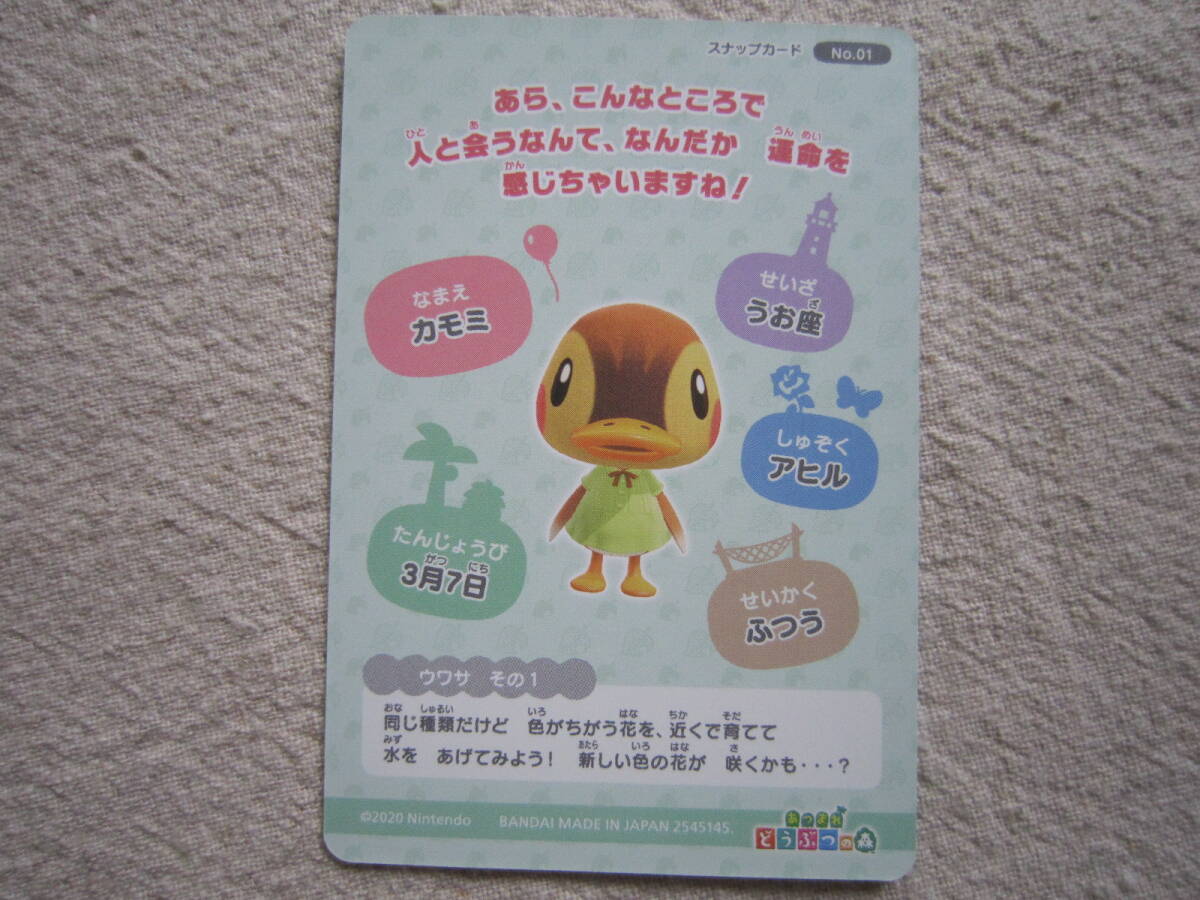 スナップカード No.01
あら、こんなところで
人と会うなんて、なんだか 運命を
感じちゃいますね!
なまえ
カモミ
せいざ
うお座
しゅぞく
アヒル
たんじょうび
3月7日
せいかく
ふつう
ウワサ その1
同じ種類だけど 色がちがう花を、近くで育てて
水を あげてみよう! 新しい色の花が 咲くかも・・・?
©2020 Nintendo BANDAI MADE IN JAPAN 2545145.
あつまれ
どうぶつの森